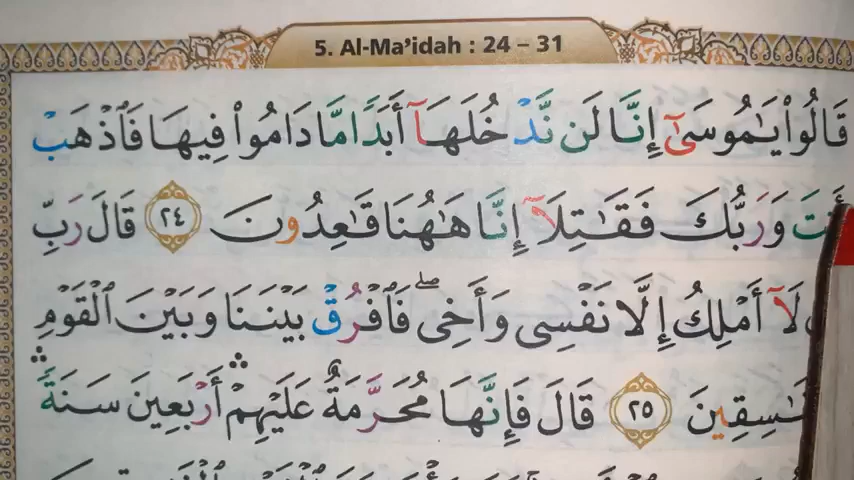 5. Al-Ma'idah : 24 – 31
قَالُوا۟ يَـٰمُوسَىٰٓ إِنَّا لَن نَّدْخُلَهَآ أَبَدًا مَّا دَامُوا۟ فِيهَا فَٱذْهَبْ
أَنتَ وَرَبُّكَ فَقَـٰتِلَآ إِنَّا هَـٰهُنَا قَـٰعِدُونَ ٢٤ قَالَ رَبِّ
لَآ أَمْلِكُ إِلَّا نَفْسِى وَأَخِى ۖ فَٱفْرُقْ بَيْنَنَا وَبَيْنَ ٱلْقَوْمِ
٢٥ قَالَ فَإِنَّهَا مُحَرَّمَةٌ عَلَيْهِمْ ۛ أَرْبَعِينَ سَنَةً ۛ